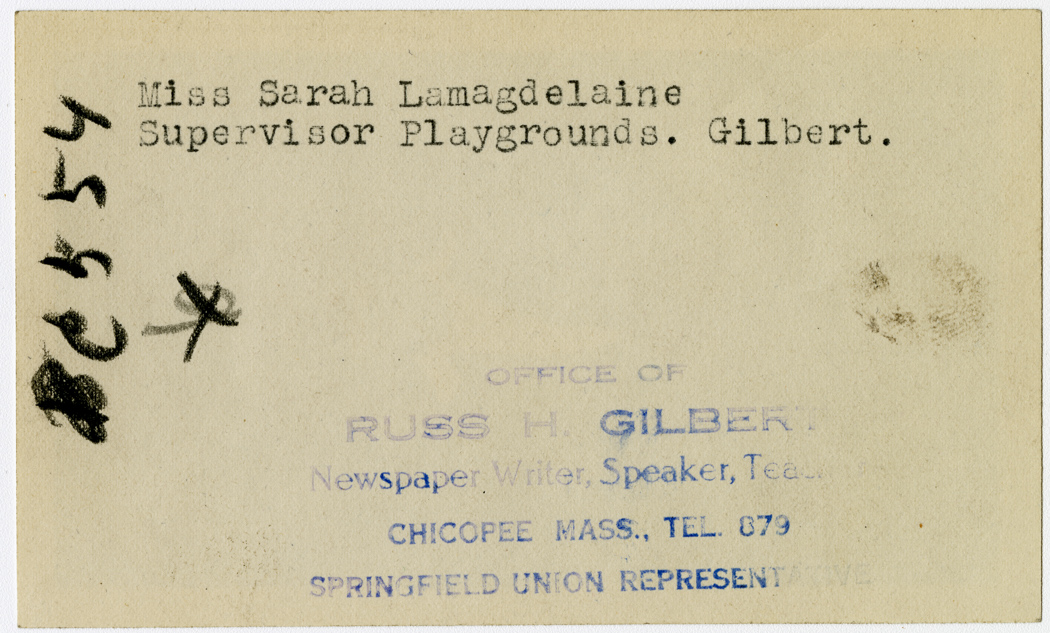 Miss Sarah Lamagdelaine
Supervisor Playgrounds. Gilbert.
BC554
OFFICE OF
RUSS H. GILBERT
Newspaper Writer, Speaker,
CHICOPEE MASS., TEL. 879
SPRINGFIELD UNION REPRESENTATIVE